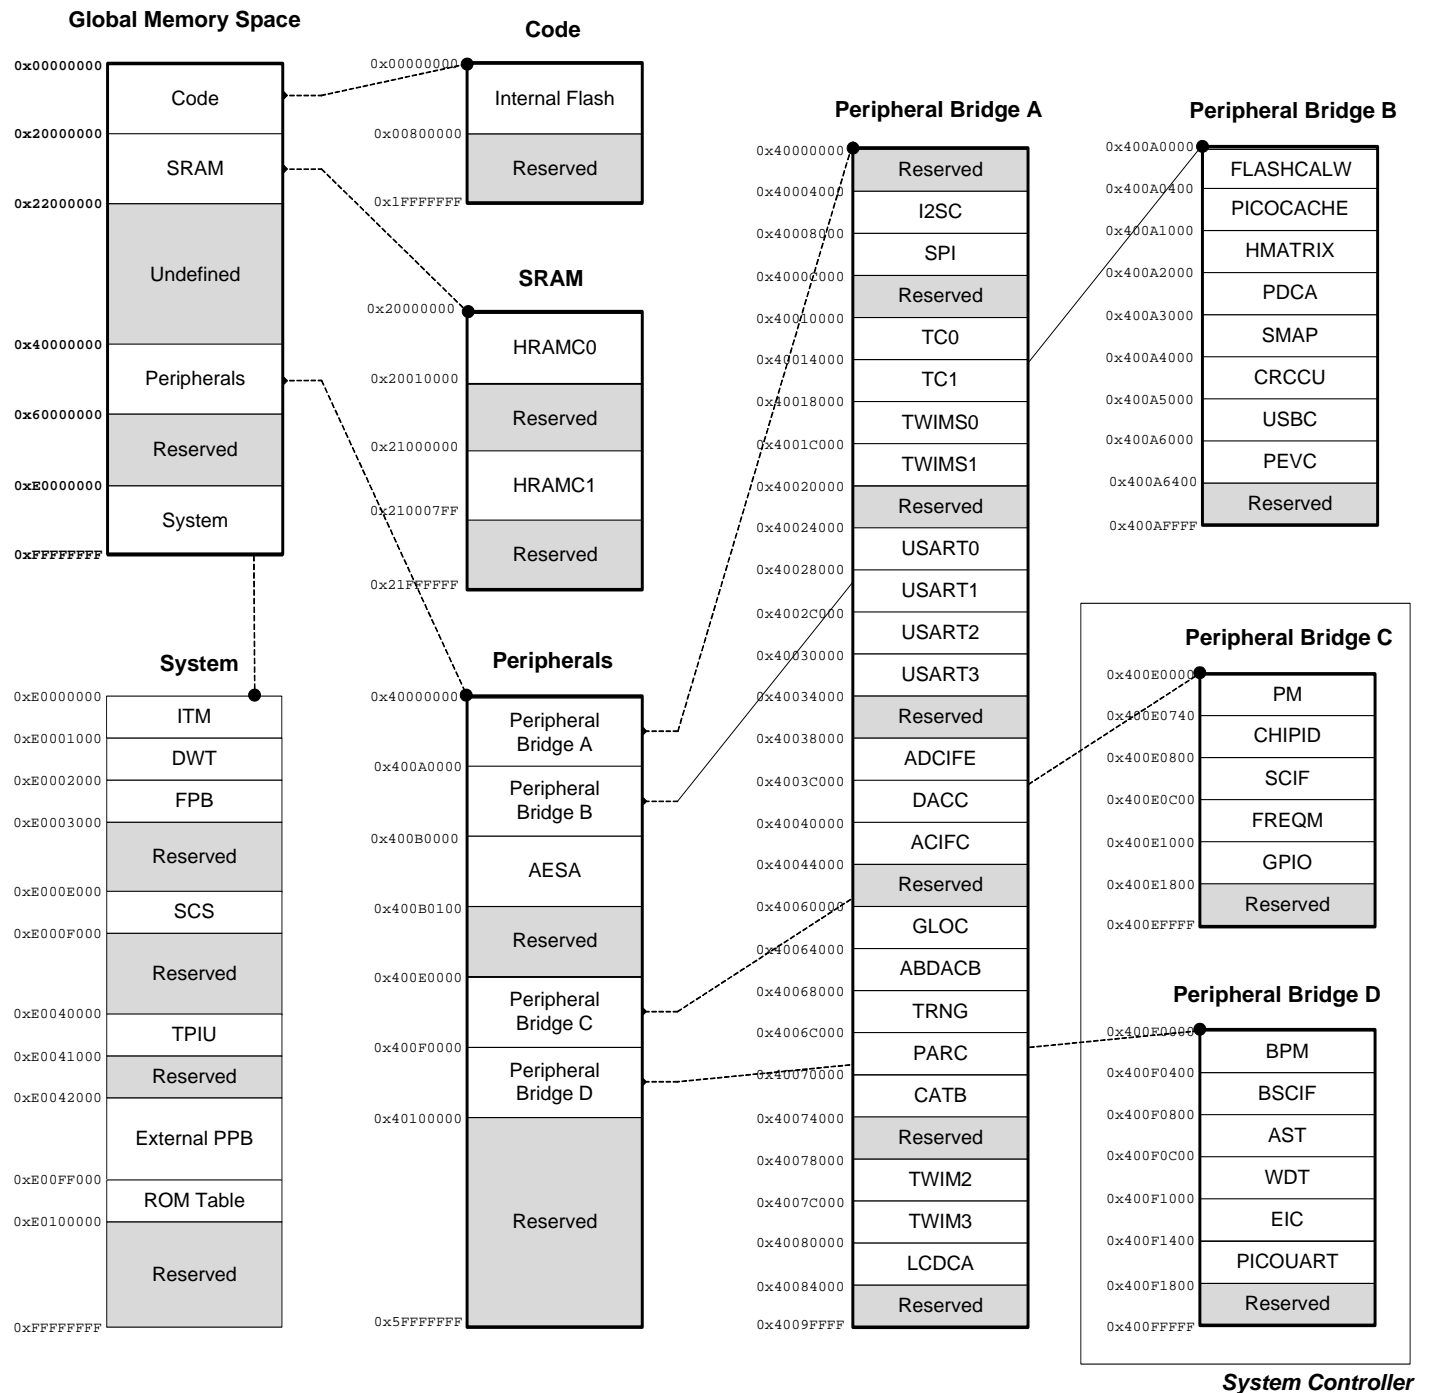 Global Memory Space
0x00000000
Code
0x20000000
SRAM
0x22000000
Undefined
0x40000000
Peripherals
0x60000000
Reserved
0xE0000000
System
0xFFFFFFFF
System
0xE0000000
ITM
0xE0001000
DWT
0xE0002000
FPB
0xE0003000
Reserved
0xE000E000
SCS
0xE000F000
Reserved
0xE0040000
TPIU
0xE0041000
Reserved
0xE0042000
External PPB
0xE00FF000
ROM Table
0xE0100000
Reserved
0xFFFFFFFF
Code
0x00000000
Internal Flash
0x00800000
Reserved
0x1FFFFFFF
SRAM
0x20000000
HRAMC0
0x20010000
Reserved
0x21000000
HRAMC1
0x210007FF
Reserved
0x21FFFFFF
Peripherals
0x40000000
Peripheral
Bridge A
0x400A0000
Peripheral
Bridge B
0x400B0000
AESA
0x400B0100
Reserved
0x400E0000
Peripheral
Bridge C
0x400F0000
Peripheral
Bridge D
0x40100000
Reserved
0x5FFFFFFF
Peripheral Bridge A
0x40000000
Reserved
0x40004000
I2SC
0x40008000
SPI
0x4000C000
Reserved
0x40010000
TC0
0x40014000
TC1
0x40018000
TWIMS0
0x4001C000
TWIMS1
0x40020000
Reserved
0x40024000
USART0
0x40028000
USART1
0x4002C000
USART2
0x40030000
USART3
0x40034000
Reserved
0x40038000
ADCIFE
0x4003C000
DACC
0x40040000
ACIFC
0x40044000
Reserved
0x40060000
GLOC
0x40064000
ABDACB
0x40068000
TRNG
0x4006C000
PARC
0x40070000
CATB
0x40074000
Reserved
0x40078000
TWIM2
0x4007C000
TWIM3
0x40080000
LCDCA
0x40084000
Reserved
0x4009FFFF
Peripheral Bridge B
0x400A0000
FLASHCALW
0x400A0400
PICOCACHE
0x400A1000
HMATRIX
0x400A2000
PDCA
0x400A3000
SMAP
0x400A4000
CRCCU
0x400A5000
USBC
0x400A6000
PEVC
0x400A6400
Reserved
0x400AFFFF
Peripheral Bridge C
0x400E0000
PM
0x400E0740
CHIPID
0x400E0800
SCIF
0x400E0C00
FREQM
0x400E1000
GPIO
0x400E1800
Reserved
0x400EFFFF
Peripheral Bridge D
0x400F0000
BPM
0x400F0400
BSCIF
0x400F0800
AST
0x400F0C00
WDT
0x400F1000
EIC
0x400F1400
PICOUART
0x400F1800
Reserved
0x400FFFFF
System Controller